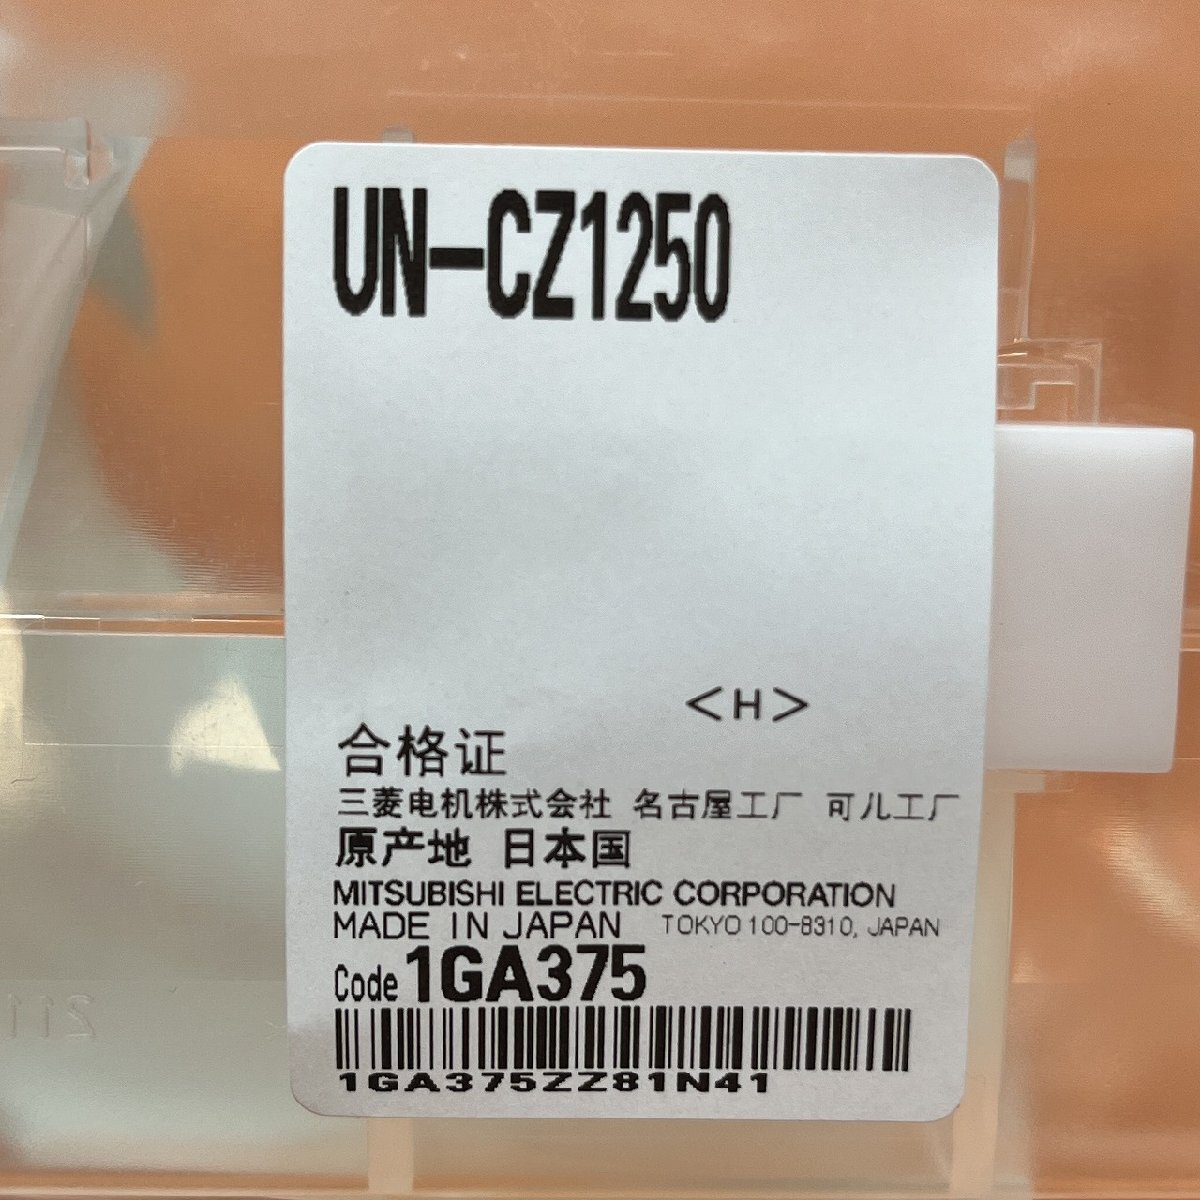 UN-CZ1250
<H>
合格证
三菱电机株式会社 名古屋工厂 可儿工厂
原产地 日本国
MITSUBISHI ELECTRIC CORPORATION
MADE IN JAPAN TOKYO 100-8310, JAPAN
Code 1GA375
1GA375ZZ81N41
211